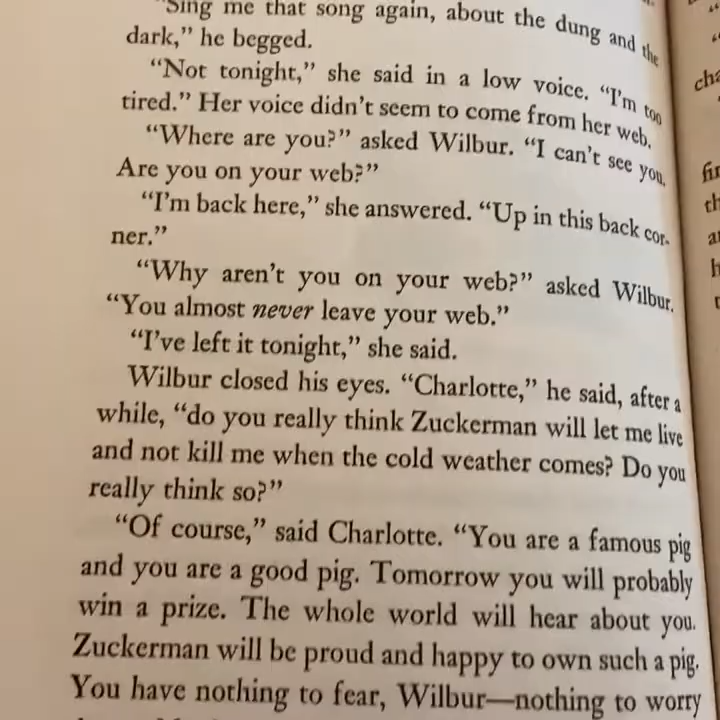 "Sing me that song again, about the dung and the
dark," he begged.
"Not tonight," she said in a low voice. "I'm too
tired." Her voice didn't seem to come from her web.
"Where are you?" asked Wilbur. "I can't see you.
Are you on your web?"
"I'm back here," she answered. "Up in this back cor-
ner."
"Why aren't you on your web?" asked Wilbur.
"You almost never leave your web."
"I've left it tonight," she said.
Wilbur closed his eyes. "Charlotte," he said, after a
while, "do you really think Zuckerman will let me live
and not kill me when the cold weather comes? Do you
really think so?"
"Of course," said Charlotte. "You are a famous pig
and you are a good pig. Tomorrow you will probably
win a prize. The whole world will hear about you.
Zuckerman will be proud and happy to own such a pig.
You have nothing to fear, Wilbur—nothing to worry